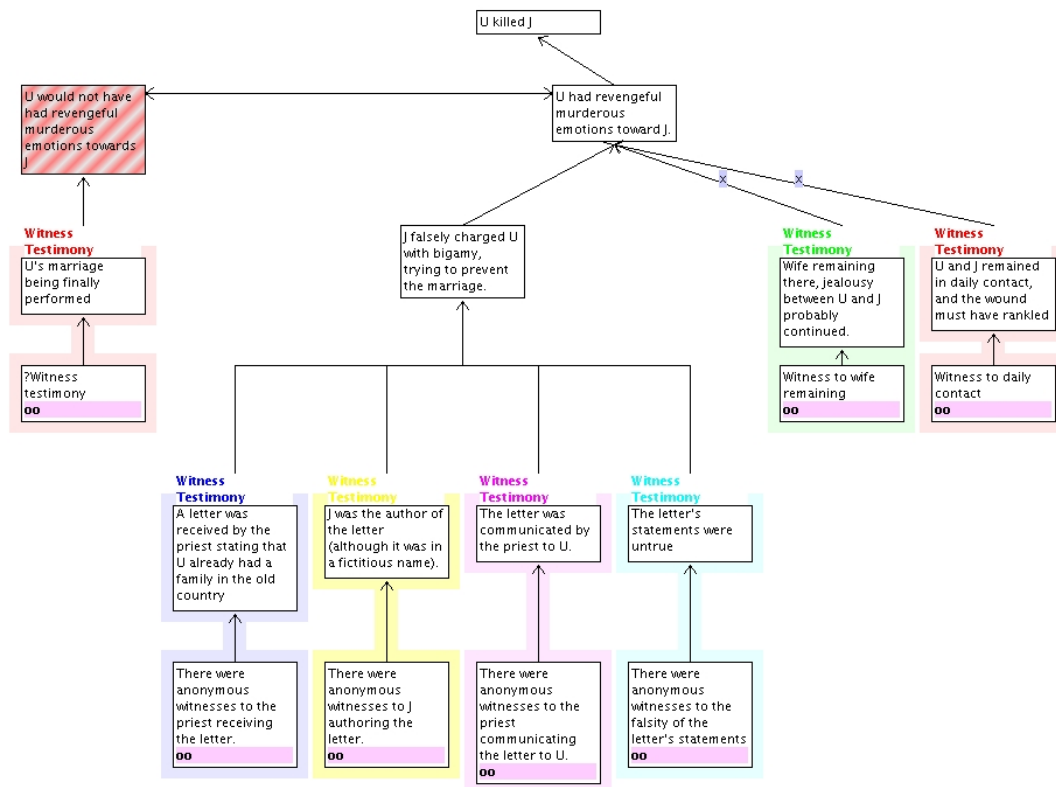 U killed J
U would not have
had revengeful
murderous
emotions towards
J
U had revengeful
murderous
emotions toward J.
x
x
J falsely charged U
with bigamy,
trying to prevent
the marriage.
Witness
Testimony
U's marriage
being finally
performed
?Witness
testimony
oo
Witness
Testimony
Wife remaining
there, jealousy
between U and J
probably
continued.
Witness to wife
remaining
oo
Witness
Testimony
U and J remained
in daily contact,
and the wound
must have rankled
Witness to daily
contact
oo
Witness
Testimony
A letter was
received by the
priest stating that
U already had a
family in the old
country
There were
anonymous
witnesses to the
priest receiving
the letter.
oo
Witness
Testimony
J was the author of
the letter
(although it was in
a fictitious name).
There were
anonymous
witnesses to J
authoring the
letter.
oo
Witness
Testimony
The letter was
communicated by
the priest to U.
There were
anonymous
witnesses to the
priest
communicating
the letter to U.
oo
Witness
Testimony
The letter's
statements were
untrue
There were
anonymous
witnesses to the
falsity of the
letter's statements
oo